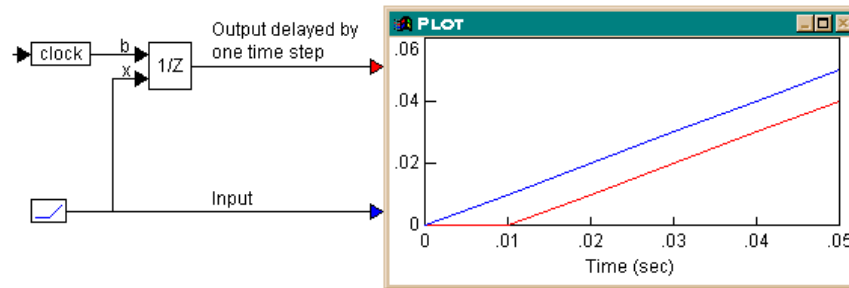 clock
b
x
1/Z
Output delayed by
one time step
Input
PLOT
.06
.04
.02
0
0 .01 .02 .03 .04 .05
Time (sec)